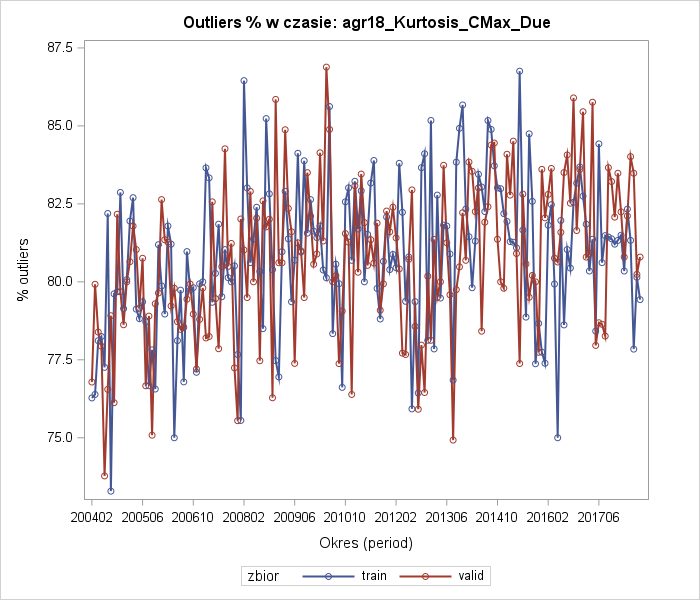 Outliers % w czasie: agr18_Kurtosis_CMax_Due
87.5
85.0
82.5
80.0
77.5
75.0
% outliers
200402 200506 200610 200802 200906 201010 201202 201306 201410 201602 201706
Okres (period)
zbior train valid